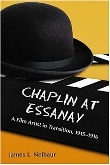 CHAPLIN AT
ESSANAY
A Film Artist in Transition, 1915–1916
James L. Neibaur